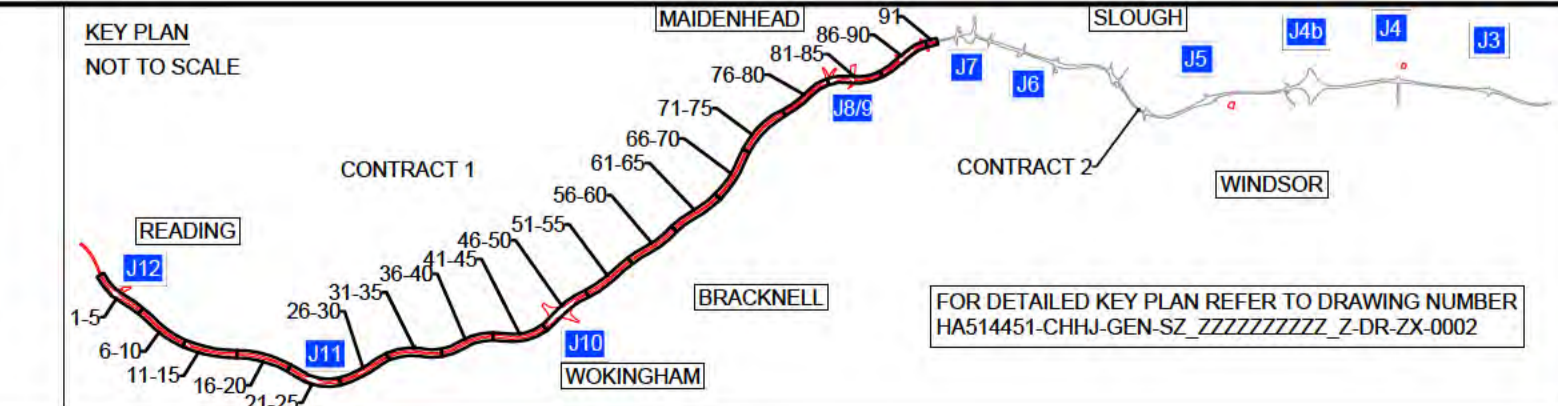 KEY PLAN
NOT TO SCALE
MAIDENHEAD
91
SLOUGH
86-90
81-85
76-80
71-75
66-70
61-65
56-60
51-55
46-50
41-45
36-40
31-35
26-30
J7
J6
J5
J4b
J4
J3
J8/9
CONTRACT 1
CONTRACT 2
WINDSOR
READING
J12
1-5
6-10
11-15
16-20
21-25
J11
J10
WOKINGHAM
BRACKNELL
FOR DETAILED KEY PLAN REFER TO DRAWING NUMBER
HA514451-CHHJ-GEN-SZ_ZZZZZZZZZZ_Z-DR-ZX-0002